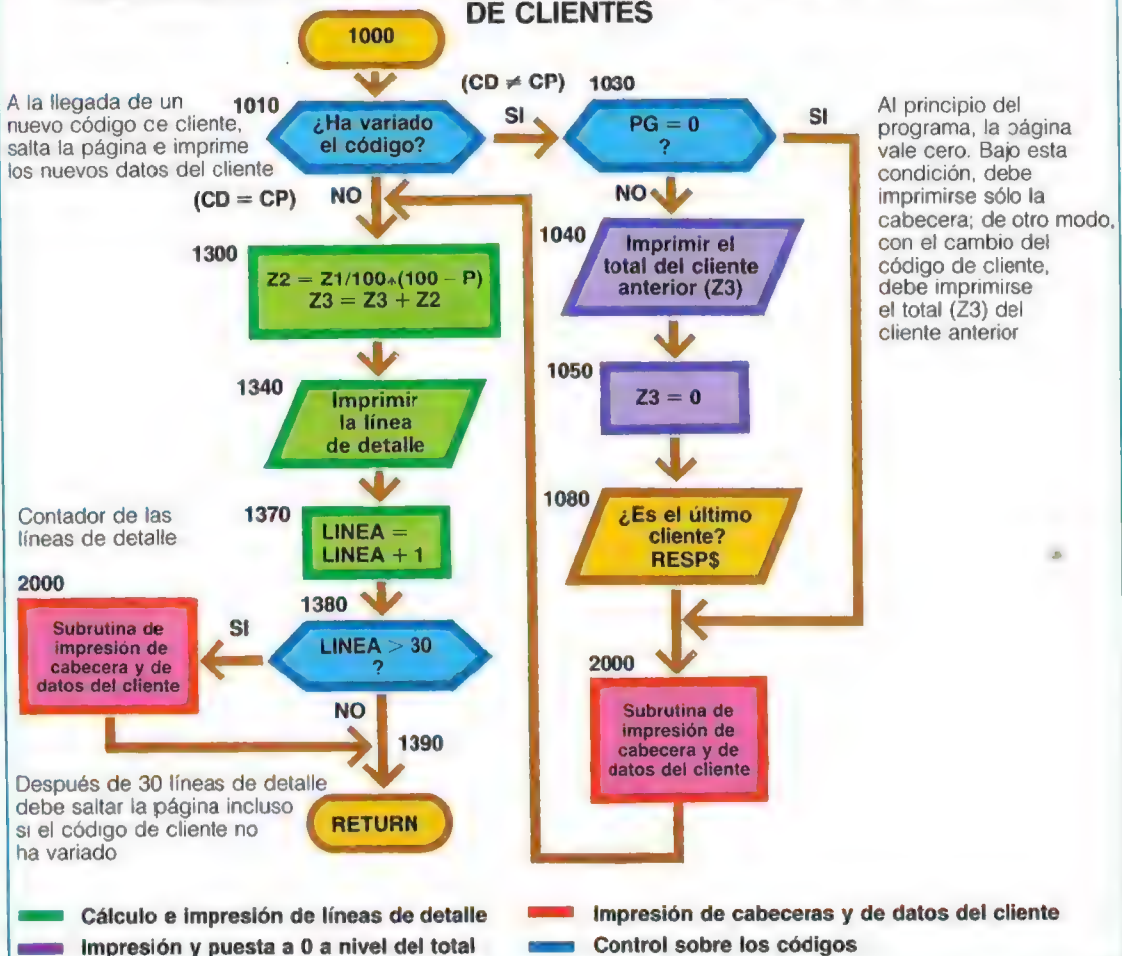 DE CLIENTES
1000
A la llegada de un
nuevo código ce cliente,
salta la página e imprime
los nuevos datos del cliente
1010
¿Ha variado
el código?
(CD ≠ CP)
SI
1030
PG = 0
?
SI
Al principio del
programa, la página
vale cero. Bajo esta
condición, debe
imprimirse sólo la
cabecera; de otro modo,
con el cambio del
código de cliente,
debe imprimirse
el total (Z3) del
cliente anterior
(CD = CP)
NO
NO
1300
Z2 = Z1/100*(100 – P)
Z3 = Z3 + Z2
1040
Imprimir el
total del cliente
anterior (Z3)
1340
Imprimir
la línea
de detalle
1050
Z3 = 0
Contador de las
líneas de detalle
1370
LINEA =
LINEA + 1
1080
¿Es el último
cliente?
RESP$
2000
Subrutina de
impresión de
cabecera y de
datos del cliente
SI
1380
LINEA > 30
?
NO
1390
2000
Subrutina de
impresión de
cabecera y de
datos del cliente
Después de 30 líneas de detalle
debe saltar la página incluso
si el código de cliente no
ha variado
RETURN
Cálculo e impresión de líneas de detalle
Impresión de cabeceras y de datos del cliente
Impresión y puesta a 0 a nivel del total
Control sobre los códigos